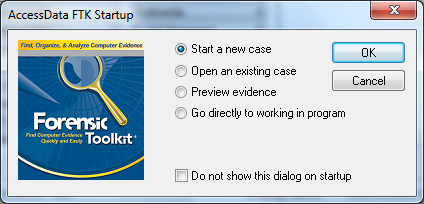 AccessData FTK Startup
Find, Organize, & Analyze Computer Evidence
Forensic
Find Computer Evidence
Quickly and Easily
Toolkit
Start a new case
Open an existing case
Preview evidence
Go directly to working in program
Do not show this dialog on startup
OK
Cancel